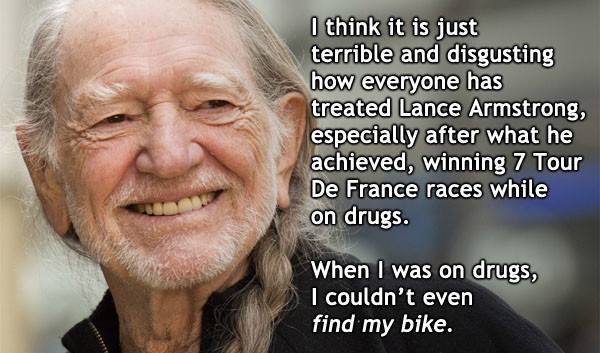 I think it is just
terrible and disgusting
how everyone has
treated Lance Armstrong,
especially after what he
achieved, winning 7 Tour
De France races while
on drugs.
When I was on drugs,
I couldn’t even
find my bike.